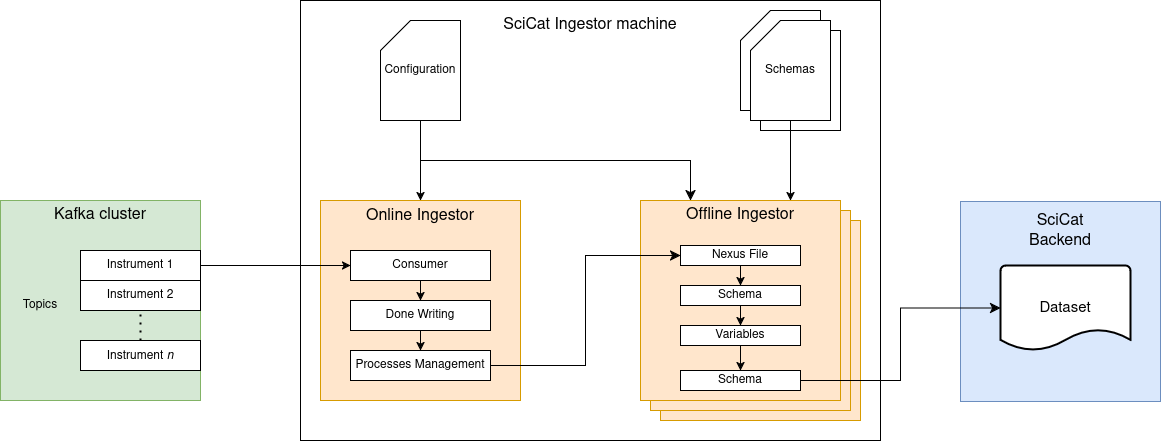 SciCat Ingestor machine
Configuration
Schemas
Kafka cluster
Topics
Instrument 1
Instrument 2
Instrument n
Online Ingestor
Consumer
Done Writing
Processes Management
Offline Ingestor
Nexus File
Schema
Variables
Schema
SciCat
Backend
Dataset